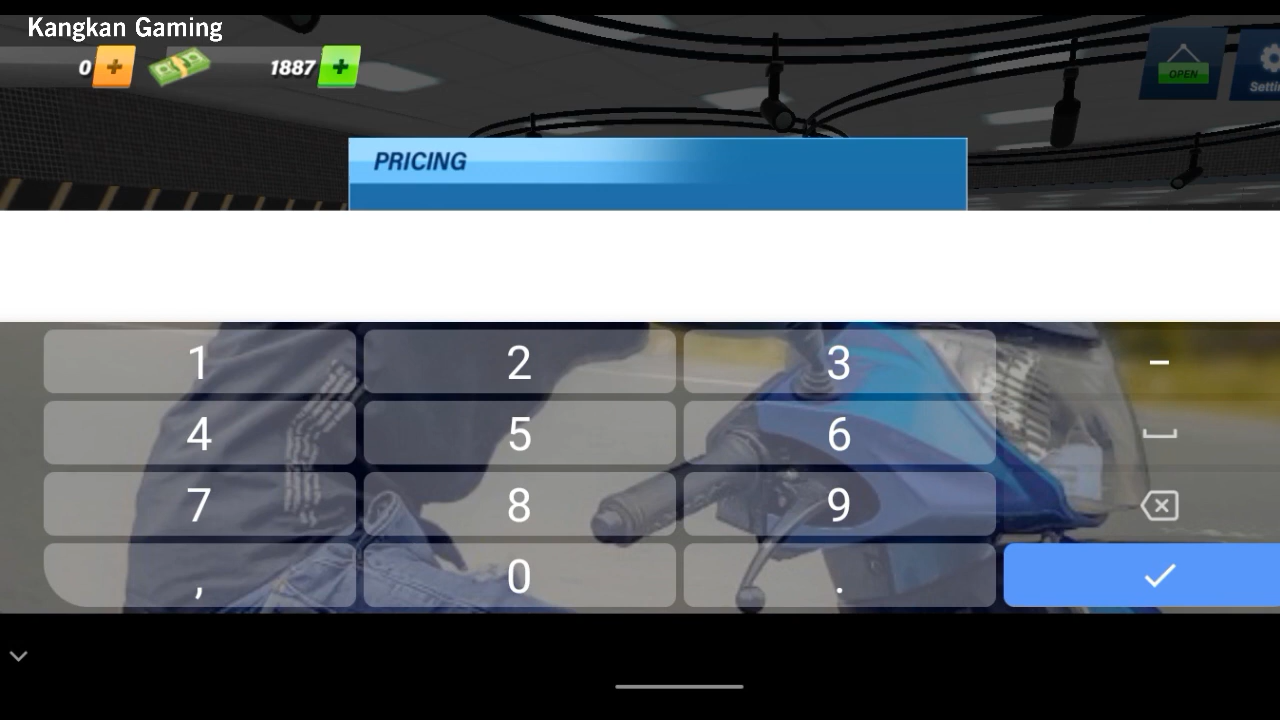 Kangkan Gaming
0 + 1887 +
OPEN
PRICING
1 2 3 -
4 5 6
7 8 9
, 0 .